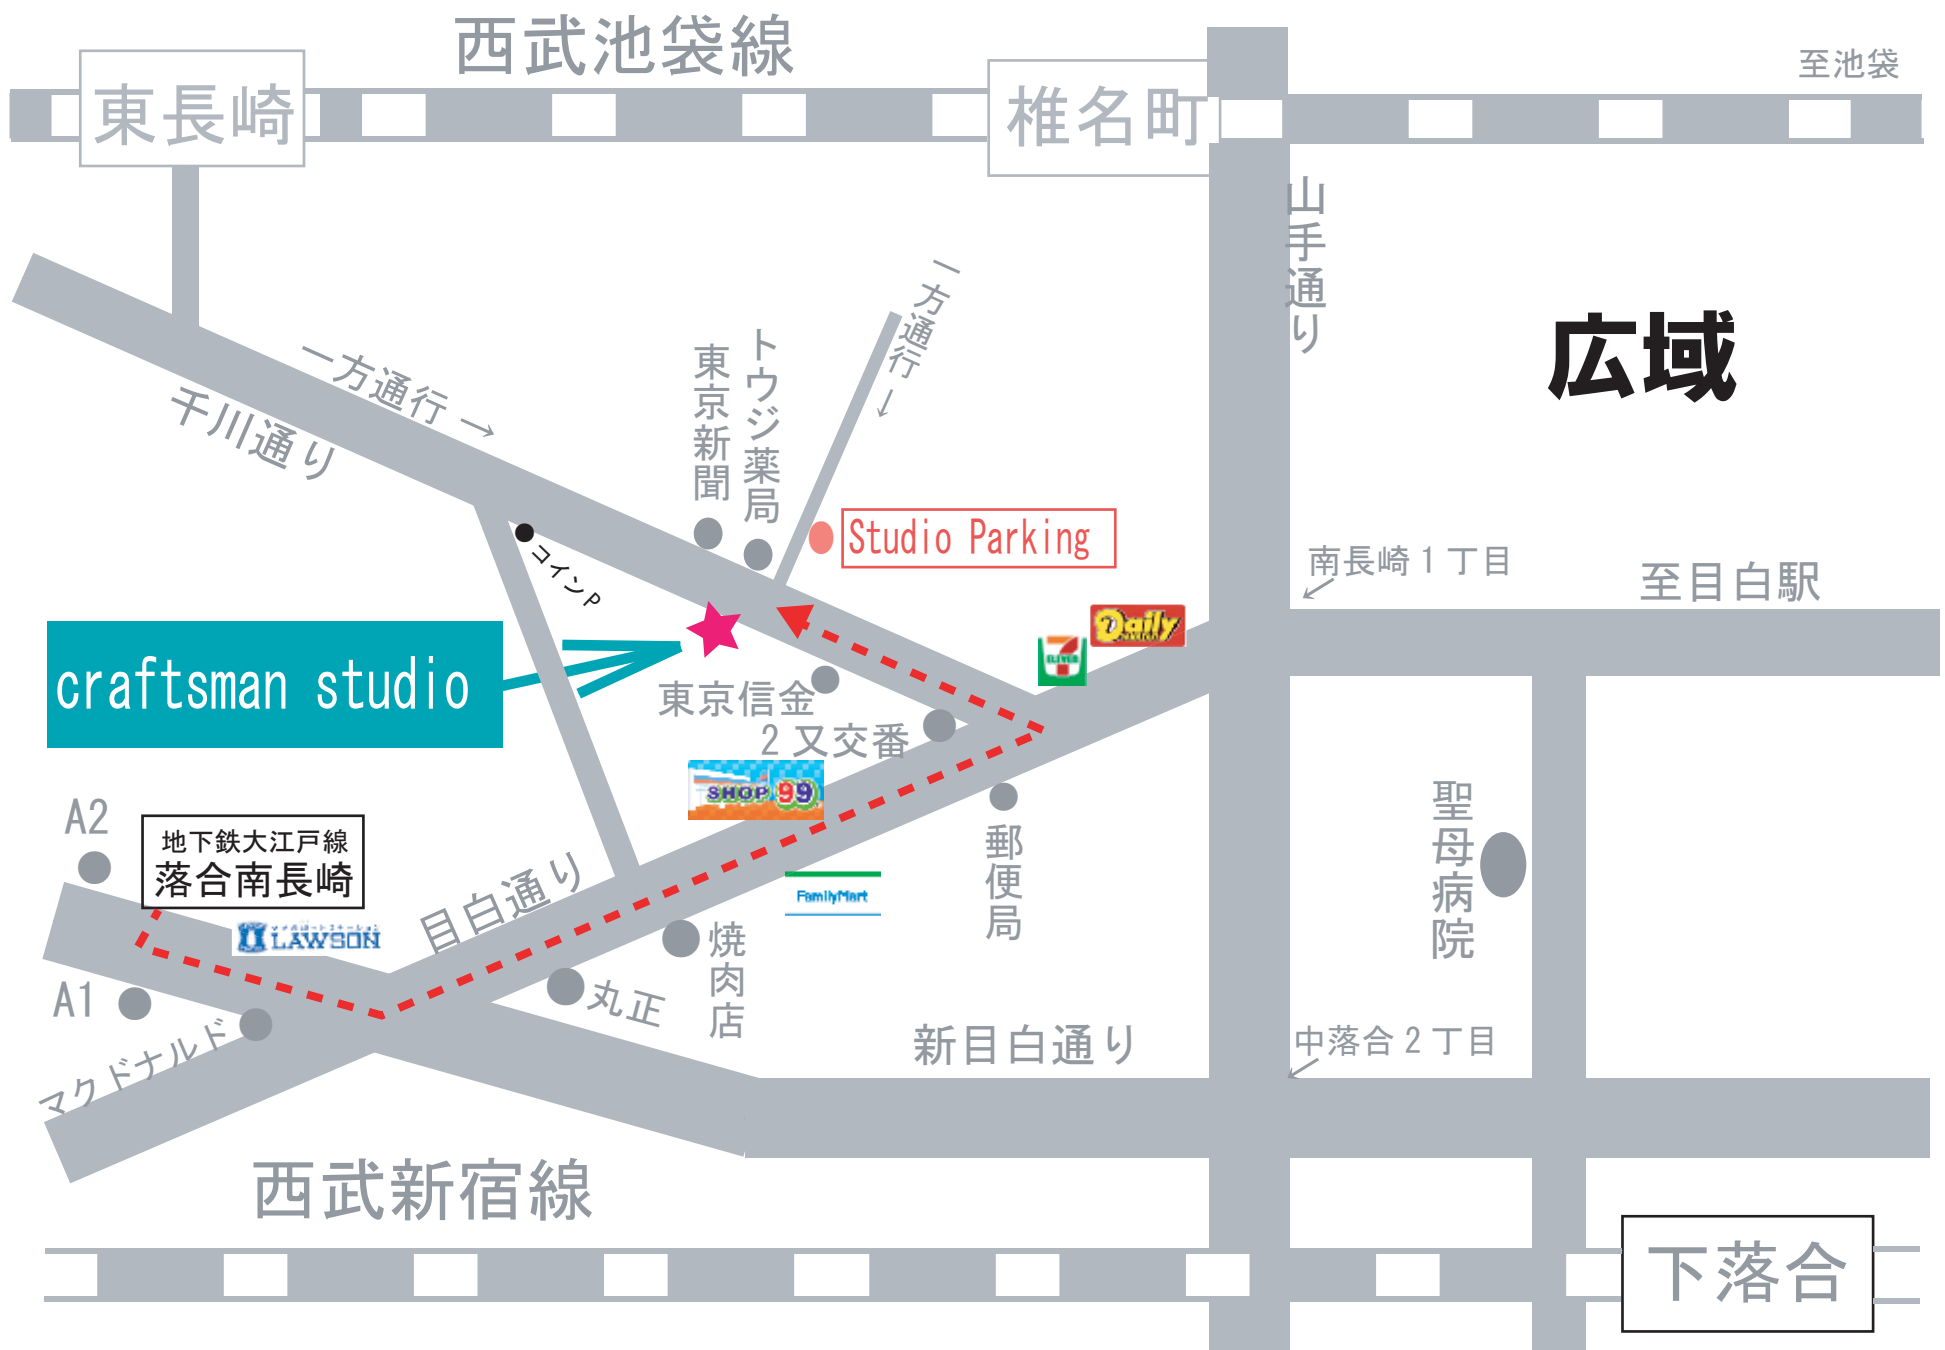 西武池袋線
至池袋
東長崎
椎名町
山手通り
広域
一方通行 →
千川通り
東京新聞
トウジ薬局
一方通行 →
Studio Parking
コインP
南長崎1丁目
至目白駅
Daily
7
ELEVEN
craftsman studio
東京信金
2又交番
SHOP 99
A2
地下鉄大江戸線
落合南長崎
LAWSON
目白通り
FamilyMart
郵便局
聖母病院
A1
マクドナルド
丸正
焼肉店
新目白通り
中落合2丁目
西武新宿線
下落合